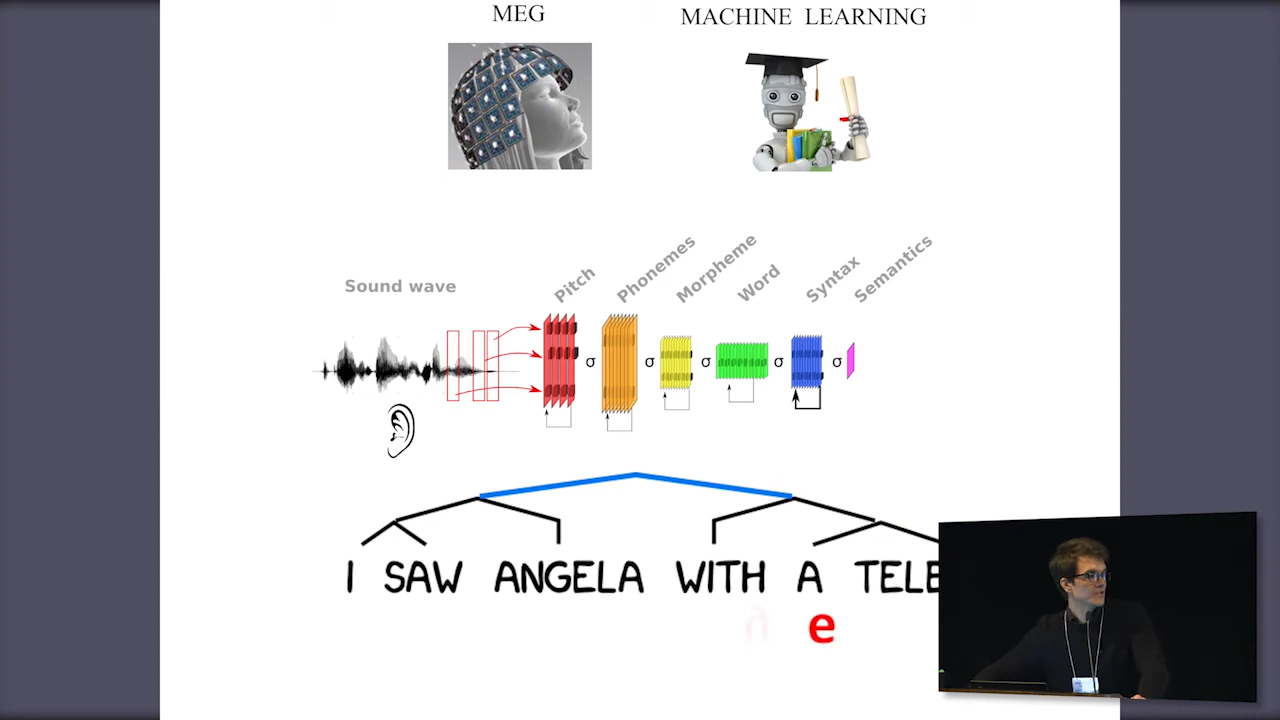 MEG
MACHINE LEARNING
Sound wave
Pitch
Phonemes
Morpheme
Word
Syntax
Semantics
σ σ σ σ σ
I SAW ANGELA WITH A TELE
e